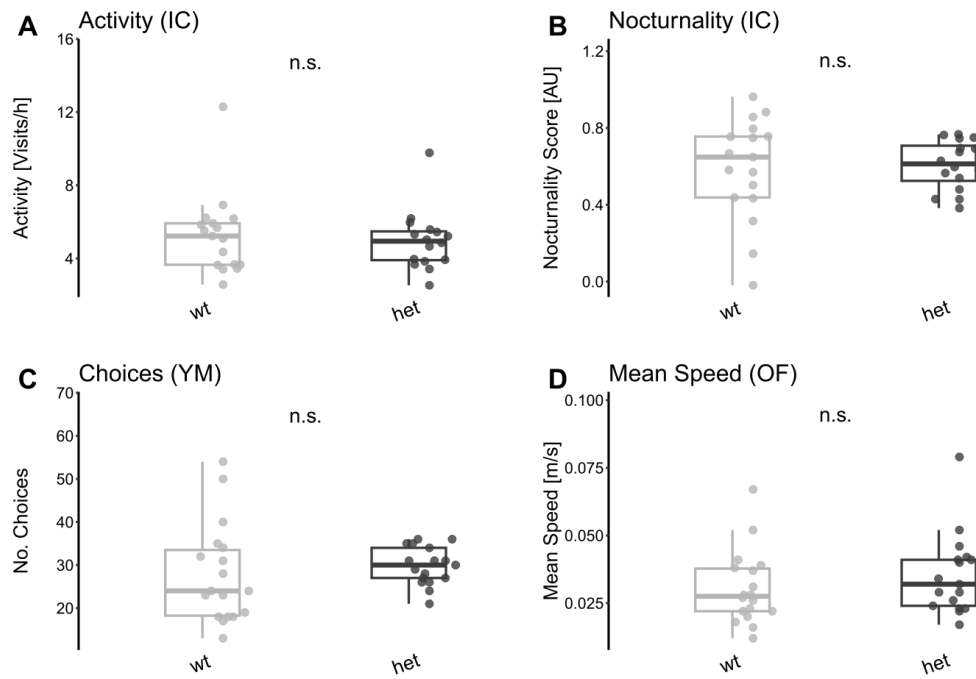 A Activity (IC)
16
12
8
4
Activity [Visits/h]
n.s.
wt het
B Nocturnality (IC)
1.2
0.8
0.4
0.0
Nocturnality Score [AU]
n.s.
wt het
C Choices (YM)
70
60
50
40
30
20
No. Choices
n.s.
wt het
D Mean Speed (OF)
0.100
0.075
0.050
0.025
Mean Speed [m/s]
n.s.
wt het